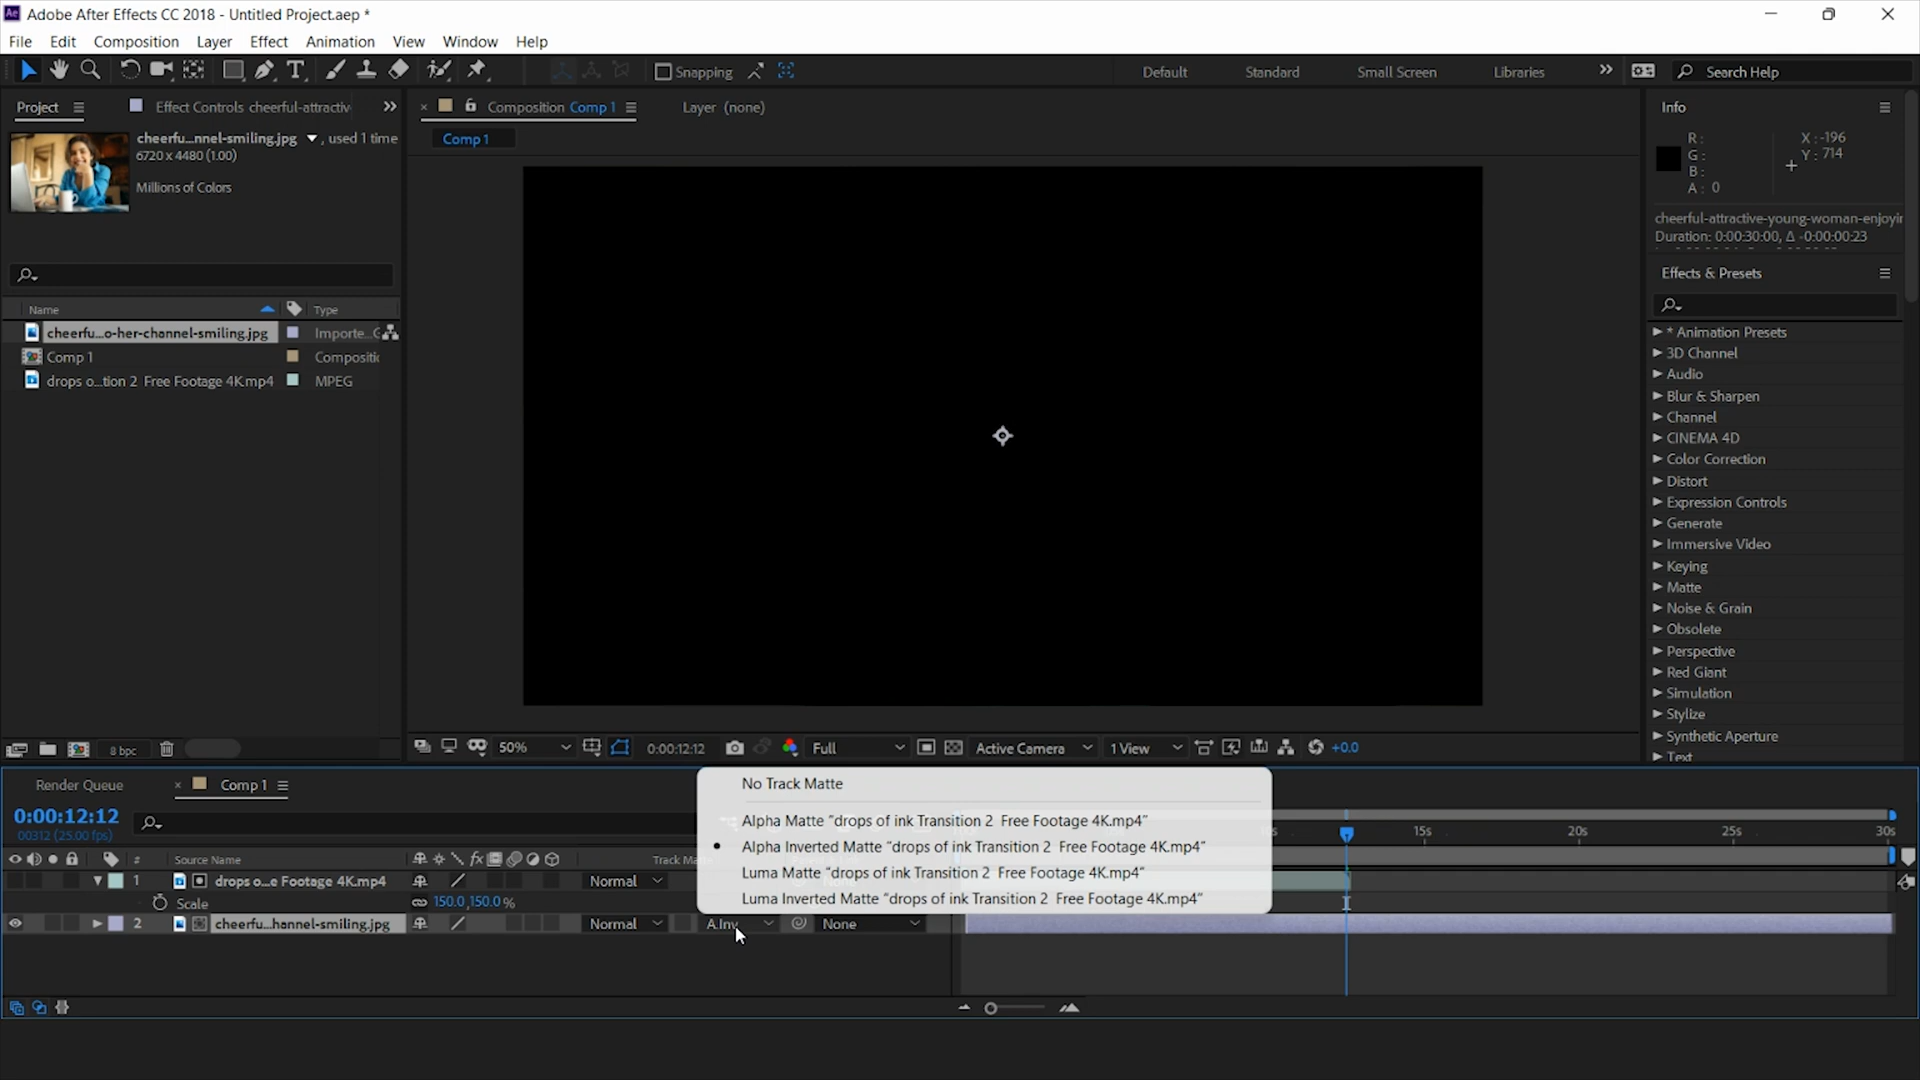 Adobe After Effects CC 2018 - Untitled Project.aep *
File Edit Composition Layer Effect Animation View Window Help
Snapping Default Standard Small Screen Libraries Search Help
Project Effect Controls cheerful-attractiv
Composition Comp 1 Layer (none)
Info
cheerfu...nnel-smiling.jpg , used 1 time
6720 x 4480 (1.00)
Millions of Colors
Comp 1
R:
G:
B:
A: 0
X: -196
Y: 714
cheerful-attractive-young-woman-enjoyin
Duration: 0:00:30:00, Δ -0:00:00:23
Effects & Presets
Name Type
cheerfu...o-her-channel-smiling.jpg Importe...G
Comp 1 Compositic
drops o...tion 2 Free Footage 4K.mp4 MPEG
* Animation Presets
3D Channel
Audio
Blur & Sharpen
Channel
CINEMA 4D
Color Correction
Distort
Expression Controls
Generate
Immersive Video
Keying
Matte
Noise & Grain
Obsolete
Perspective
Red Giant
Simulation
Stylize
Synthetic Aperture
Text
8 bpc
50% 0:00:12:12 Full Active Camera 1 View +0.0
Render Queue Comp 1
0:00:12:12
00312 (25.00 fps)
No Track Matte
Alpha Matte "drops of ink Transition 2 Free Footage 4K.mp4"
Alpha Inverted Matte "drops of ink Transition 2 Free Footage 4K.mp4"
Luma Matte "drops of ink Transition 2 Free Footage 4K.mp4"
Luma Inverted Matte "drops of ink Transition 2 Free Footage 4K.mp4"
15s 20s 25s 30s
# Source Name fx Track Ma
1 drops o...e Footage 4K.mp4 Normal
Scale 150.0,150.0 %
2 cheerfu...hannel-smiling.jpg Normal A.Inv None